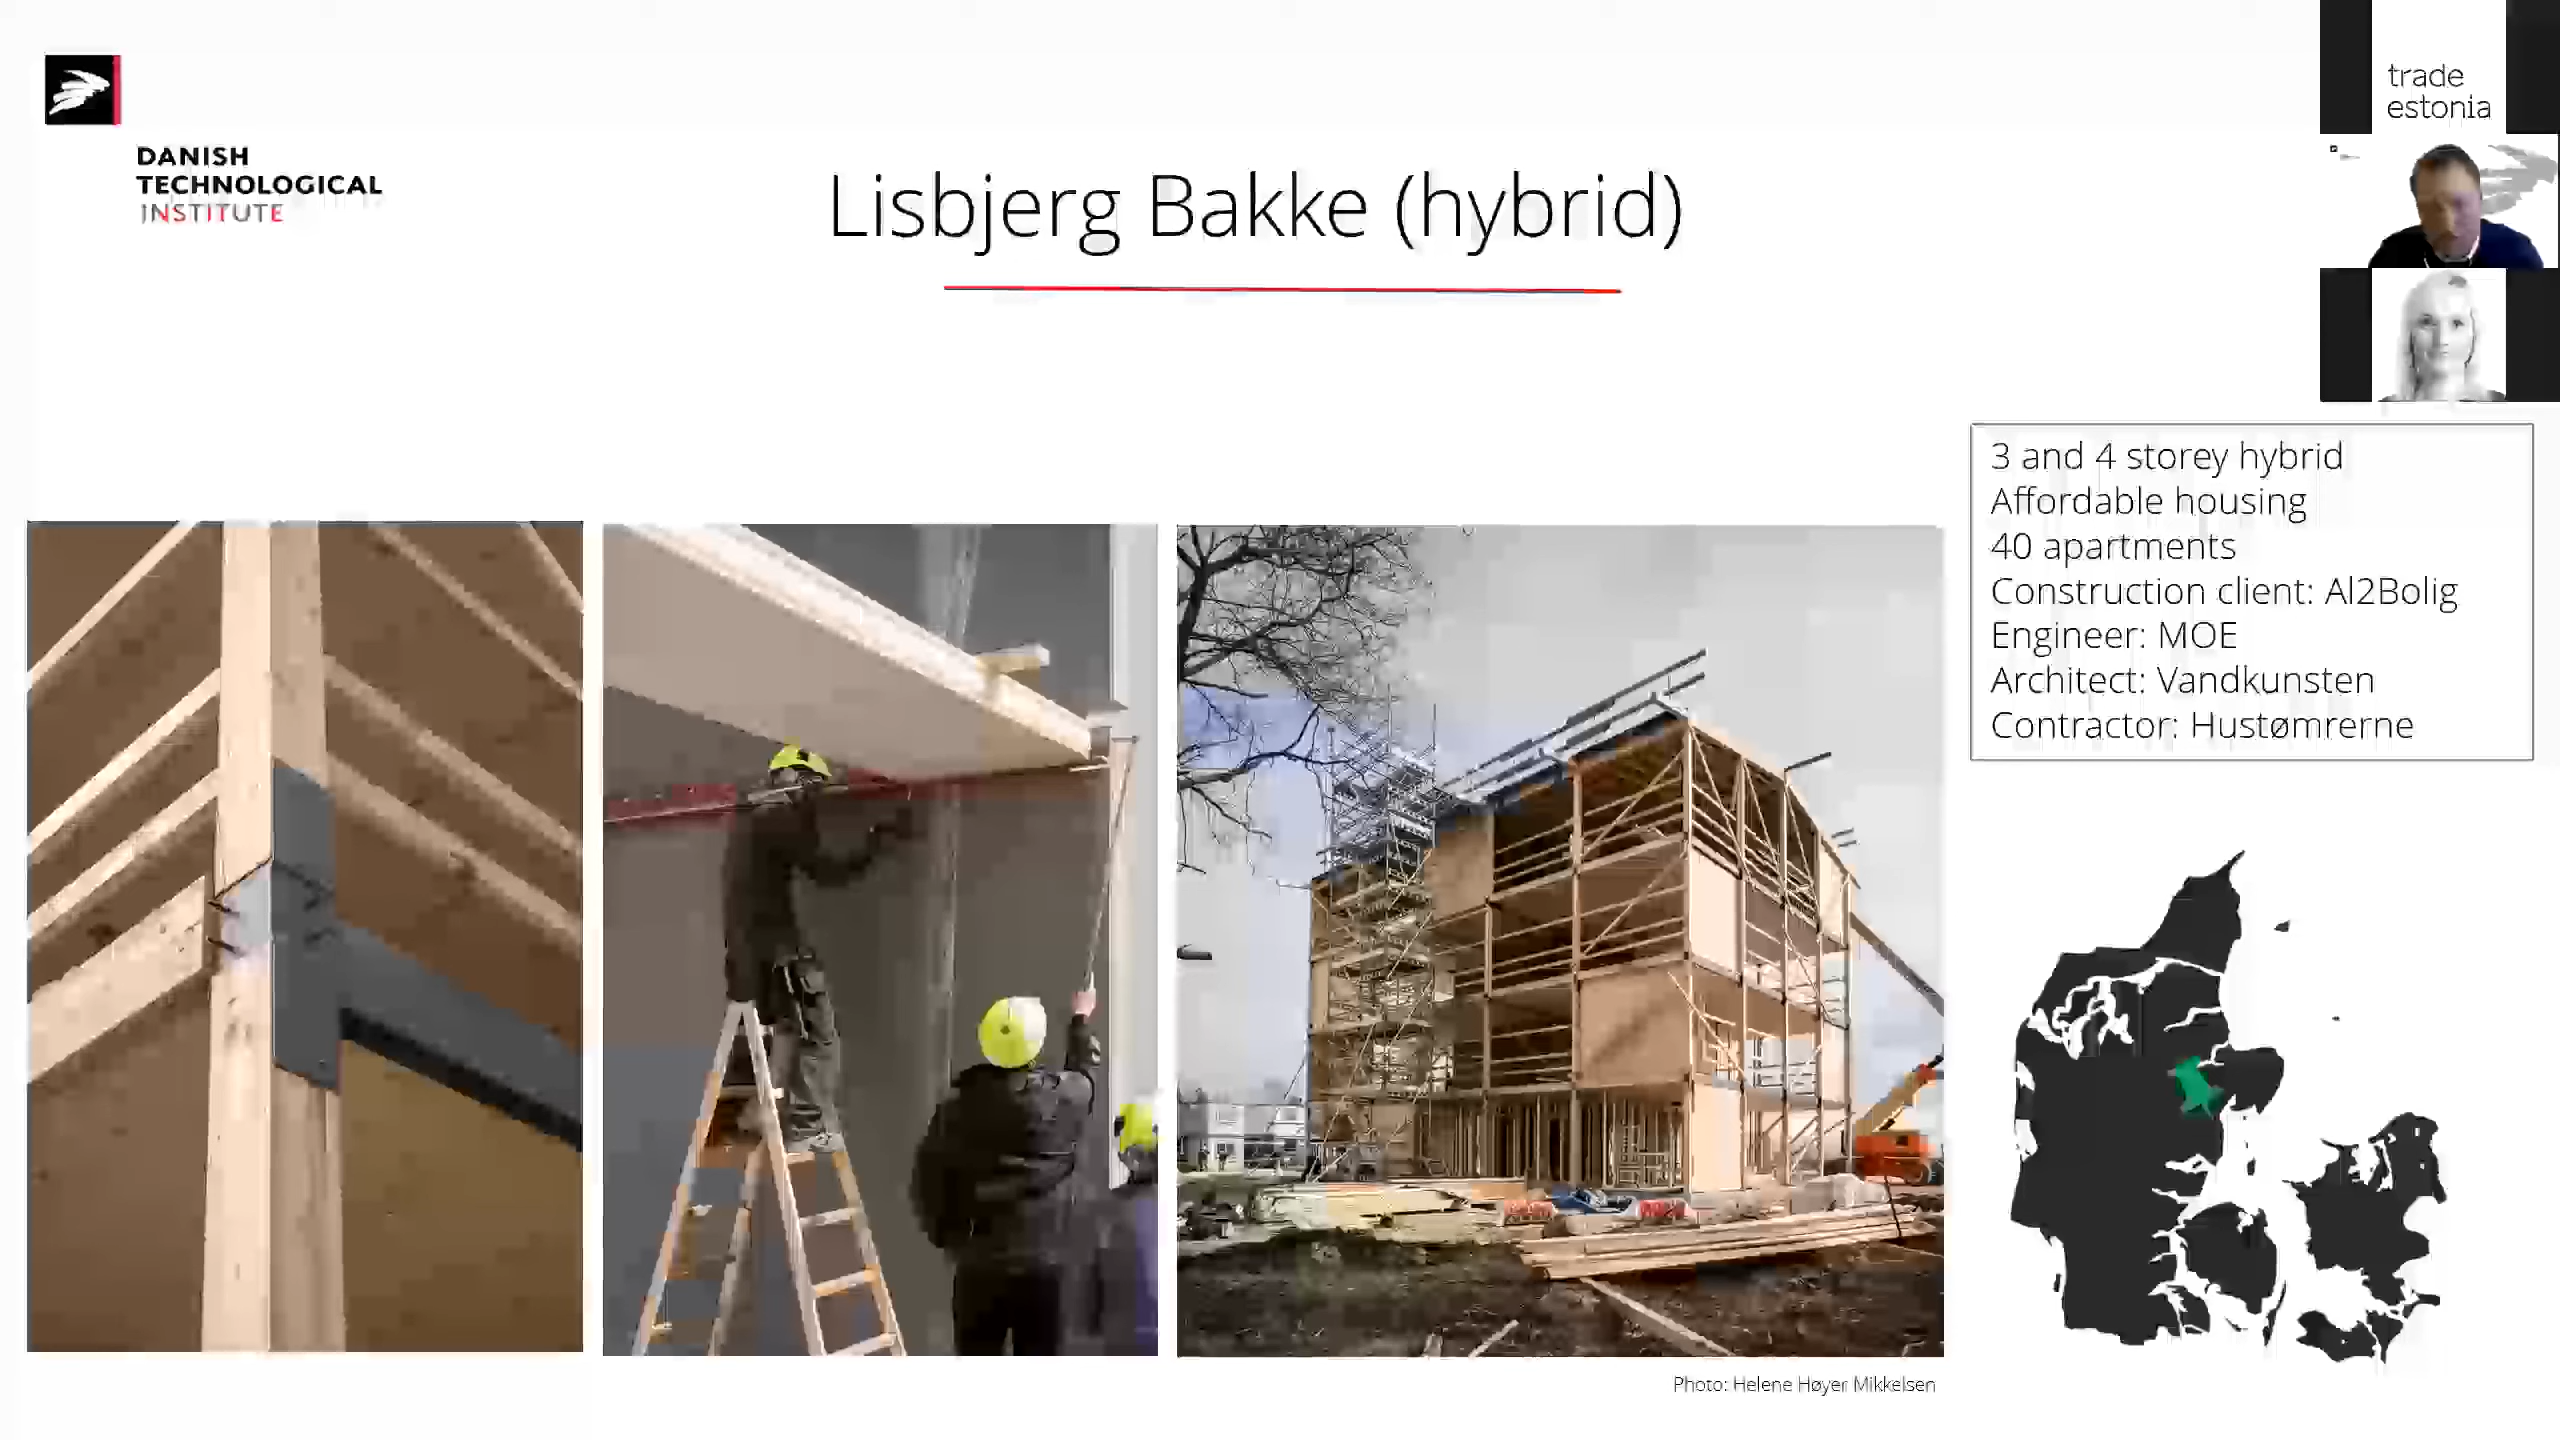 DANISH
TECHNOLOGICAL
INSTITUTE
Lisbjerg Bakke (hybrid)
trade
estonia
3 and 4 storey hybrid
Affordable housing
40 apartments
Construction client: Al2Bolig
Engineer: MOE
Architect: Vandkunsten
Contractor: Hustømrerne
Photo: Helene Høyer Mikkelsen